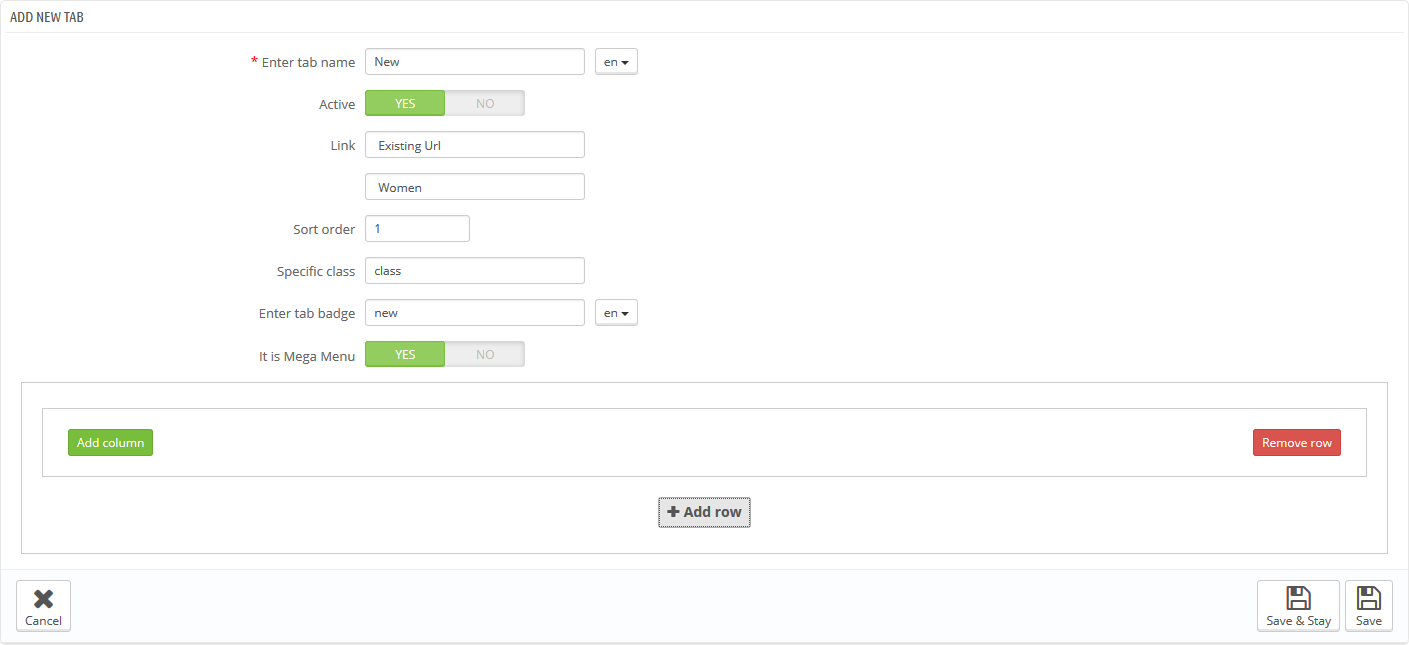 ADD NEW TAB
* Enter tab name New en
Active YES NO
Link Existing Url
Women
Sort order 1
Specific class class
Enter tab badge new en
It is Mega Menu YES NO
Add column Remove row
Add row
Cancel Save & Stay Save